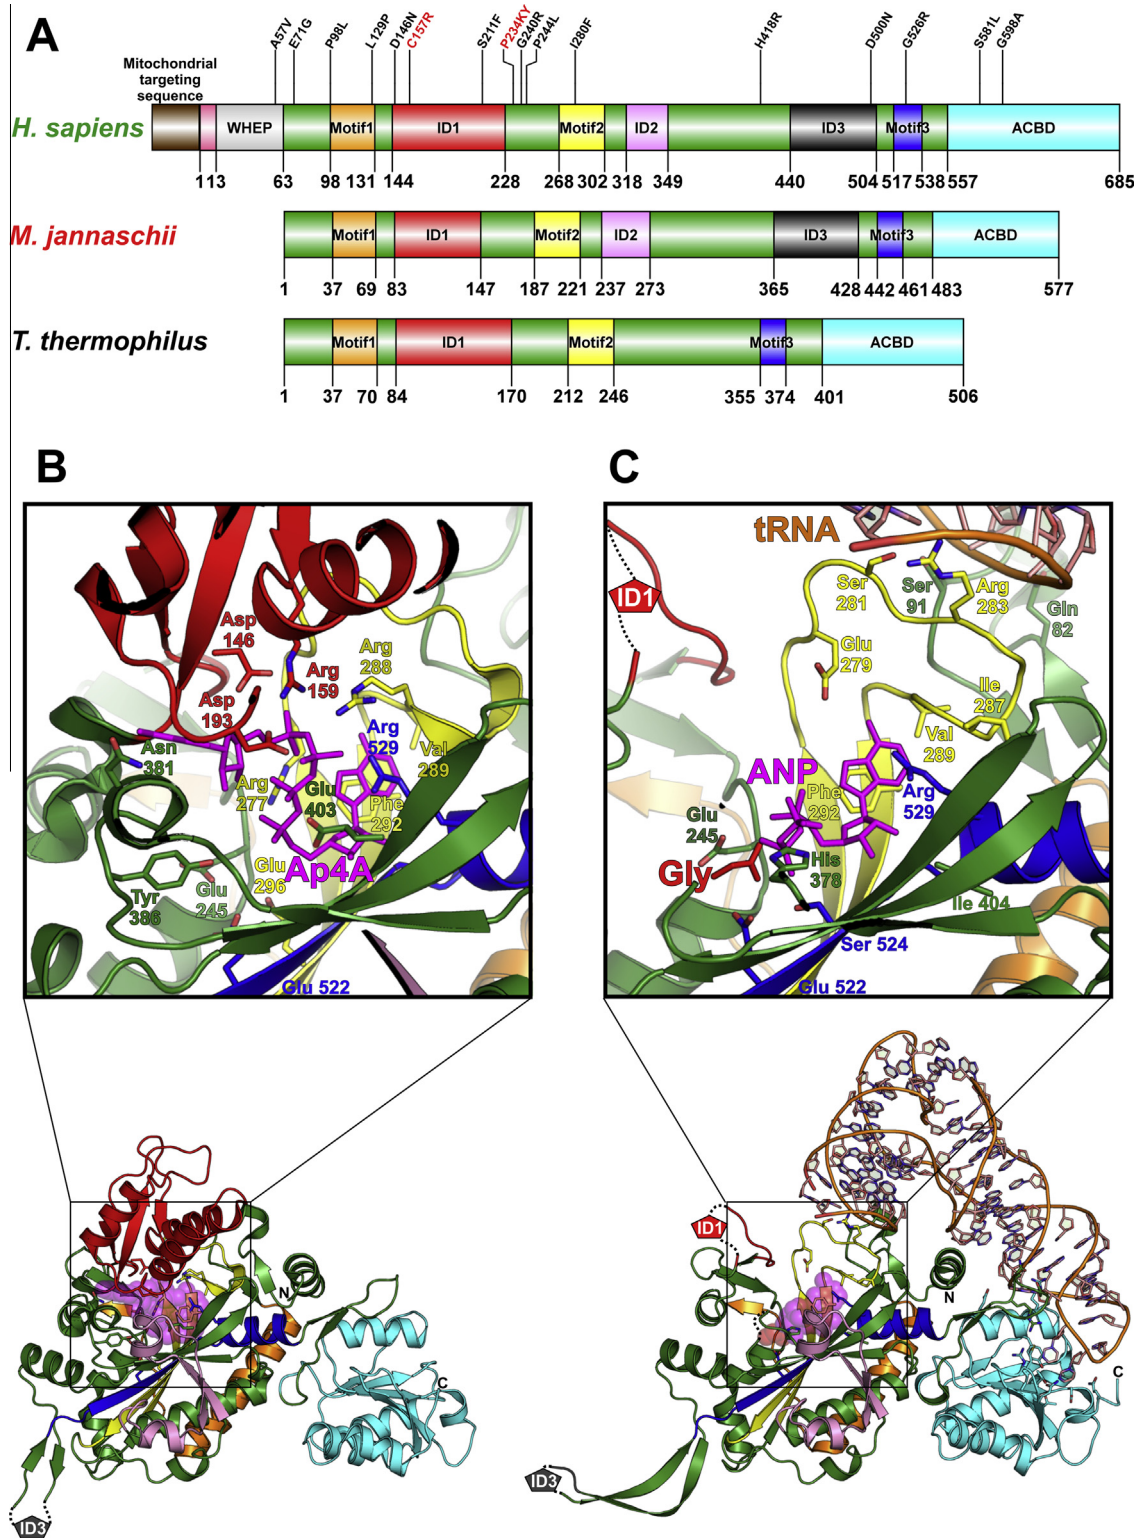 A
A57V E71G P98L L129P D146N C157R S211F P234KY G240R P244L I280F H418R D500N G526R S581L G598A
Mitochondrial
targeting
sequence
H. sapiens WHEP Motif1 ID1 Motif2 ID2 ID3 Motif3 ACBD
1 13 63 98 131 144 228 268 302 318 349 440 504 517 538 557 685
M. jannaschii Motif1 ID1 Motif2 ID2 ID3 Motif3 ACBD
1 37 69 83 147 187 221 237 273 365 428 442 461 483 577
T. thermophilus Motif1 ID1 Motif2 Motif3 ACBD
1 37 70 84 170 212 246 355 374 401 506
B
Asp
146
Arg
159
Arg
288
Asp
193
Arg
529
Val
289
Asn
381
Arg
277
Glu
403
Phe
292
Ap4A
Glu
296
Tyr
386
Glu
245
Glu 522
N
C
ID3
C
tRNA
ID1
Ser
281
Ser
91
Arg
283
Gln
82
Glu
279
Ile
287
Val
289
ANP
Phe
292
Arg
529
Glu
245
Gly
His
378
Ile 404
Ser 524
Glu 522
ID1
N
C
ID3